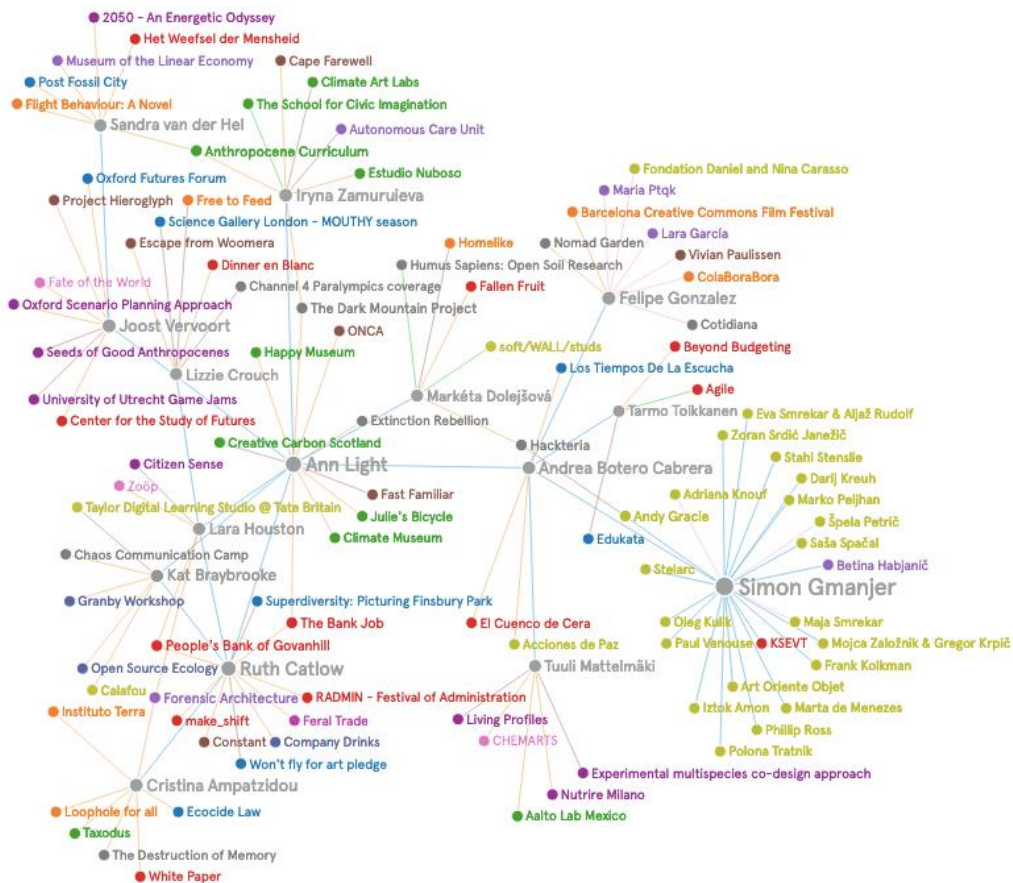 2050 - An Energetic Odyssey
Het Weefsel der Mensheid
Museum of the Linear Economy
Cape Farewell
Post Fossil City
Climate Art Labs
Flight Behaviour: A Novel
The School for Civic Imagination
Sandra van der Hel
Autonomous Care Unit
Anthropocene Curriculum
Fondation Daniel and Nina Carasso
Estudio Nuboso
Oxford Futures Forum
Maria Ptqk
Iryna Zamuruieva
Project Hieroglyph
Free to Feed
Barcelona Creative Commons Film Festival
Science Gallery London - MOUTHY season
Lara García
Escape from Woomera
Homelike
Nomad Garden
Vivian Paulissen
Dinner en Blanc
Humus Sapiens: Open Soil Research
ColaBoraBora
Fate of the World
Channel 4 Paralympics coverage
Fallen Fruit
Felipe Gonzalez
Oxford Scenario Planning Approach
The Dark Mountain Project
Joost Vervoort
ONCA
Cotidiana
Seeds of Good Anthropocenes
Happy Museum
soft/WALL/studs
Beyond Budgeting
Lizzie Crouch
Los Tiempos De La Escucha
University of Utrecht Game Jams
Markéta Dolejšová
Agile
Center for the Study of Futures
Extinction Rebellion
Tarmo Toikkanen
Eva Smrekar & Aljaž Rudolf
Creative Carbon Scotland
Hackteria
Zoran Srdić Janežič
Citizen Sense
Ann Light
Andrea Botero Cabrera
Stahl Stenslie
Zoöp
Darij Kreuh
Fast Familiar
Adriana Knouf
Marko Peljhan
Taylor Digital Learning Studio @ Tate Britain
Julie's Bicycle
Andy Gracie
Špela Petrič
Lara Houston
Climate Museum
Edukata
Saša Spačal
Chaos Communication Camp
Stelarc
Betina Habjanič
Kat Braybrooke
Simon Gmanjer
Granby Workshop
Superdiversity: Picturing Finsbury Park
The Bank Job
El Cuenco de Cera
Oleg Kulik
Maja Smrekar
People's Bank of Govanhill
Acciones de Paz
Paul Vanouse
KSEVT
Mojca Založnik & Gregor Krpič
Open Source Ecology
Ruth Catlow
Tuuli Mattelmäki
Frank Kolkman
Calafou
Forensic Architecture
RADMIN - Festival of Administration
Art Oriente Objet
Instituto Terra
make_shift
Feral Trade
Living Profiles
Iztok Amon
Marta de Menezes
Constant
Company Drinks
CHEMARTS
Phillip Ross
Won't fly for art pledge
Polona Tratnik
Cristina Ampatzidou
Experimental multispecies co-design approach
Nutrire Milano
Loophole for all
Ecocide Law
Aalto Lab Mexico
Taxodus
The Destruction of Memory
White Paper